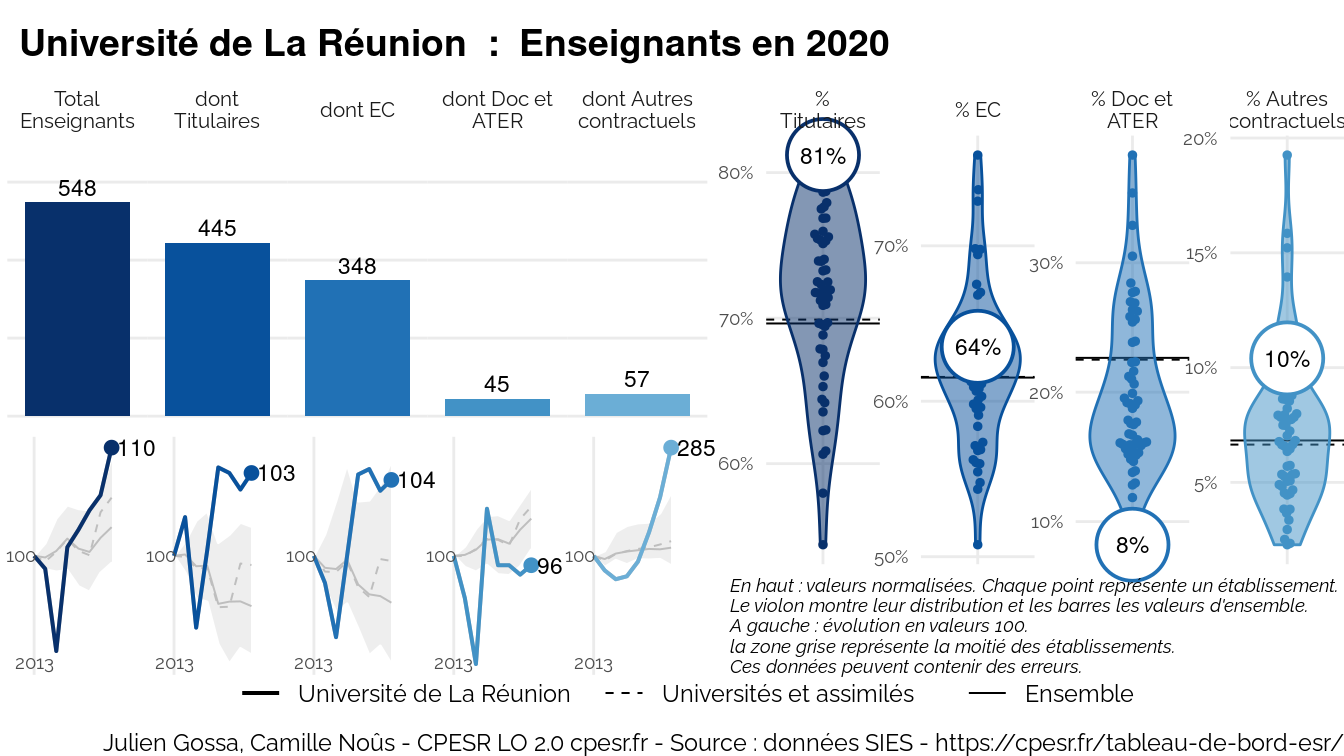 Université de La Réunion : Enseignants en 2020
Total
Enseignants
dont
Titulaires
dont EC
dont Doc et
ATER
dont Autres
contractuels
%
Titulaires
% EC
% Doc et
ATER
% Autres
contractuels
548
445
348
45
57
110
100
2013
103
100
2013
104
100
2013
96
100
2013
285
100
2013
80%
70%
60%
81%
70%
60%
50%
64%
30%
20%
10%
8%
20%
15%
10%
5%
10%
En haut : valeurs normalisées. Chaque point représente un établissement.
Le violon montre leur distribution et les barres les valeurs d'ensemble.
A gauche : évolution en valeurs 100.
la zone grise représente la moitié des établissements.
Ces données peuvent contenir des erreurs.
Université de La Réunion Universités et assimilés Ensemble
Julien Gossa, Camille Noûs - CPESR LO 2.0 cpesr.fr - Source : données SIES - https://cpesr.fr/tableau-de-bord-esr/